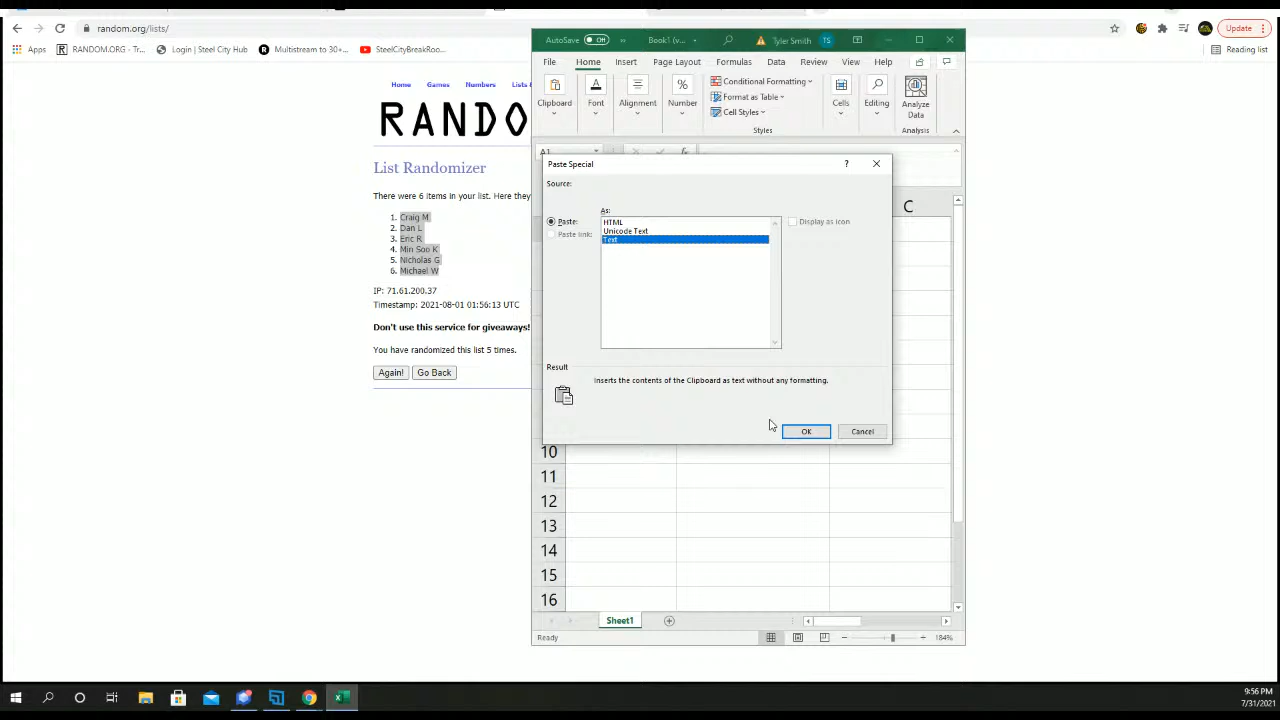 random.org/lists/
Update
Apps
RANDOM.ORG - Tr...
Login | Steel City Hub
Multistream to 30+...
SteelCityBreakRoo...
Reading list
Home
Games
Numbers
Lists
RANDO
List Randomizer
There were 6 items in your list. Here they
1. Craig M
2. Dan L
3. Eric R
4. Min Soo K
5. Nicholas G
6. Michael W
IP: 71.61.200.37
Timestamp: 2021-08-01 01:56:13 UTC
Don't use this service for giveaways!
You have randomized this list 5 times.
Again!
Go Back
AutoSave Off
Book1 (v...
Tyler Smith
TS
File Home Insert Page Layout Formulas Data Review View Help
Clipboard
Font
Alignment
Number
%
Conditional Formatting
Format as Table
Cell Styles
Styles
Cells
Editing
Analyze
Data
Analysis
A1
fx
C
Paste Special
?
Source:
As:
Paste:
Paste link:
HTML
Unicode Text
Text
Display as icon
Result
Inserts the contents of the Clipboard as text without any formatting.
OK
Cancel
10
11
12
13
14
15
16
Sheet1
Ready
184%
9:56 PM
7/31/2021